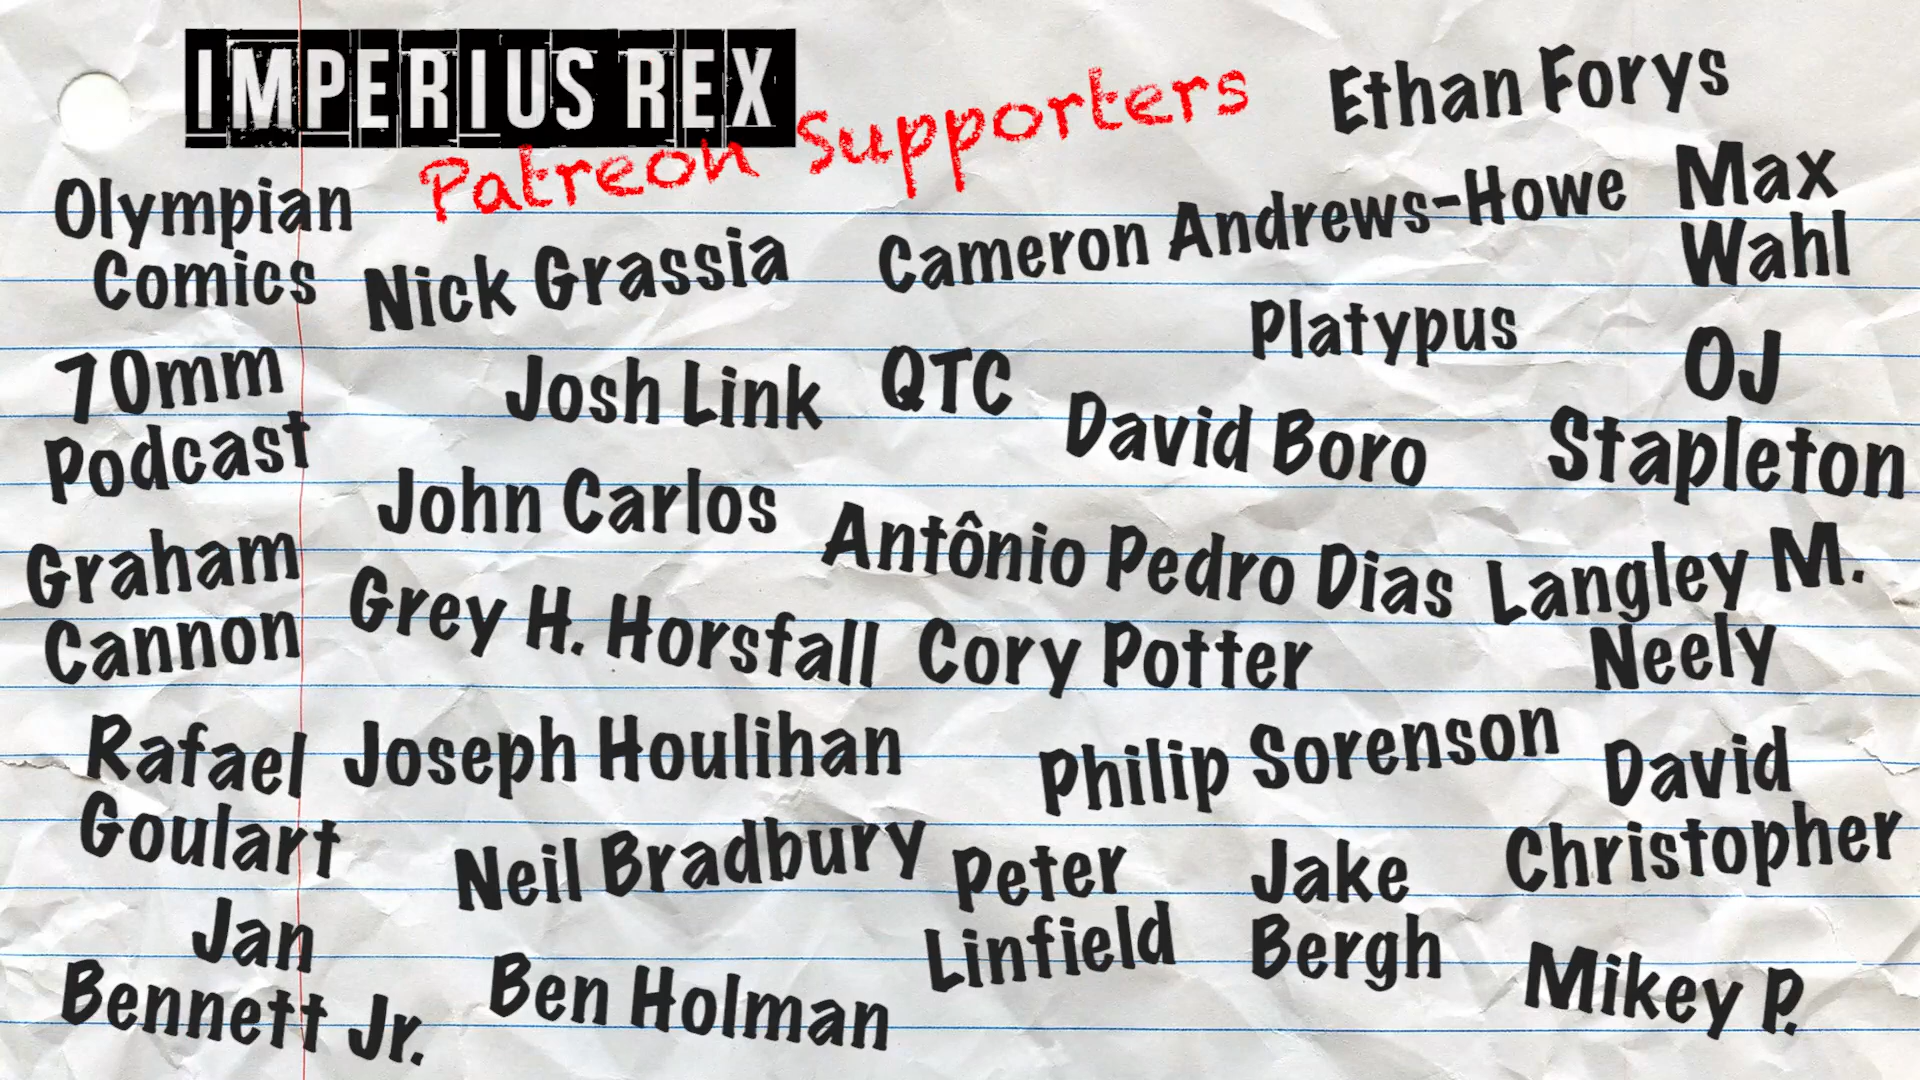 IMPERIUS REX
Patreon Supporters
Ethan Forys
Olympian
Comics
Nick Grassia
Cameron Andrews-Howe
Max
Wahl
Platypus
70mm
Podcast
Josh Link
QTC
David Boro
OJ
Stapleton
John Carlos
Antônio Pedro Dias
Langley M.
Neely
Graham
Cannon
Grey H. Horsfall
Cory Potter
Rafael
Goulart
Joseph Houlihan
Philip Sorenson
David
Christopher
Neil Bradbury
Peter
Linfield
Jake
Bergh
Jan
Bennett Jr.
Ben Holman
Mikey P.